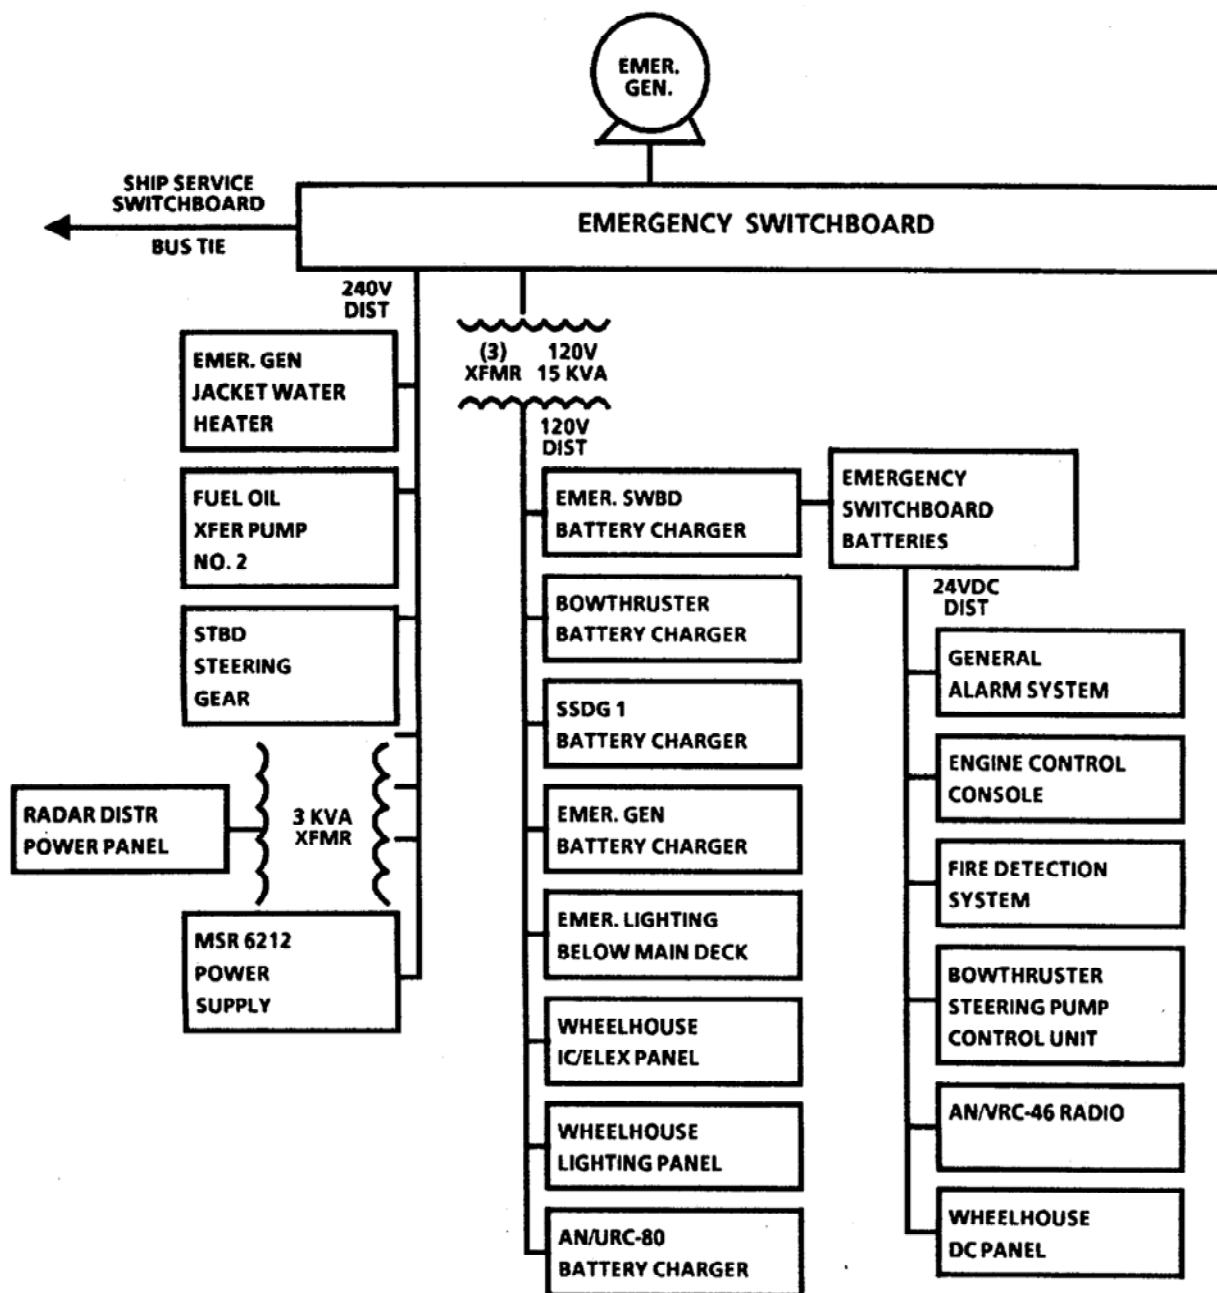 EMER.
GEN.
SHIP SERVICE
SWITCHBOARD
BUS TIE
EMERGENCY SWITCHBOARD
240V
DIST
EMER. GEN
JACKET WATER
HEATER
FUEL OIL
XFER PUMP
NO. 2
STBD
STEERING
GEAR
RADAR DISTR
POWER PANEL
3 KVA
XFMR
MSR 6212
POWER
SUPPLY
(3) 120V
XFMR 15 KVA
120V
DIST
EMER. SWBD
BATTERY CHARGER
BOWTHRUSTER
BATTERY CHARGER
SSDG 1
BATTERY CHARGER
EMER. GEN
BATTERY CHARGER
EMER. LIGHTING
BELOW MAIN DECK
WHEELHOUSE
IC/ELEX PANEL
WHEELHOUSE
LIGHTING PANEL
AN/URC-80
BATTERY CHARGER
EMERGENCY
SWITCHBOARD
BATTERIES
24VDC
DIST
GENERAL
ALARM SYSTEM
ENGINE CONTROL
CONSOLE
FIRE DETECTION
SYSTEM
BOWTHRUSTER
STEERING PUMP
CONTROL UNIT
AN/VRC-46 RADIO
WHEELHOUSE
DC PANEL